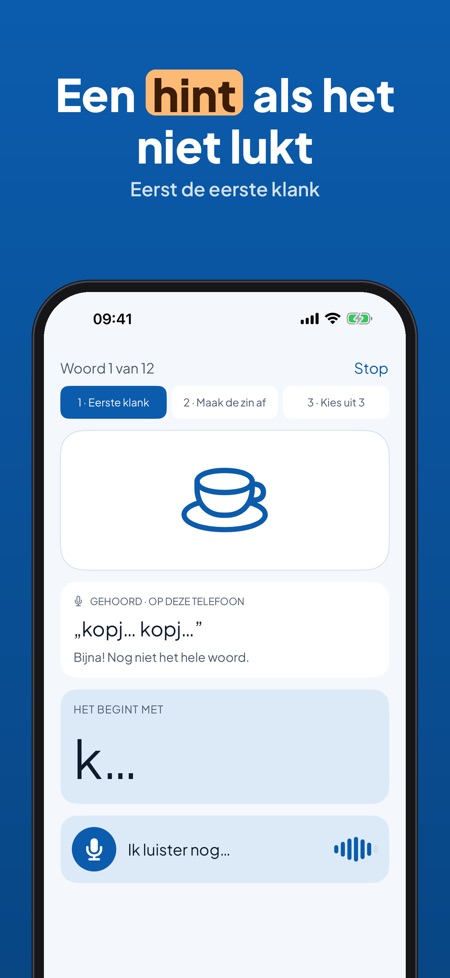 Een hint als het
niet lukt
Eerst de eerste klank
09:41
Woord 1 van 12
Stop
1 · Eerste klank
2 · Maak de zin af
3 · Kies uit 3
GEHOORD · OP DEZE TELEFOON
„kopj... kopj...”
Bijna! Nog niet het hele woord.
HET BEGINT MET
k...
Ik luister nog...